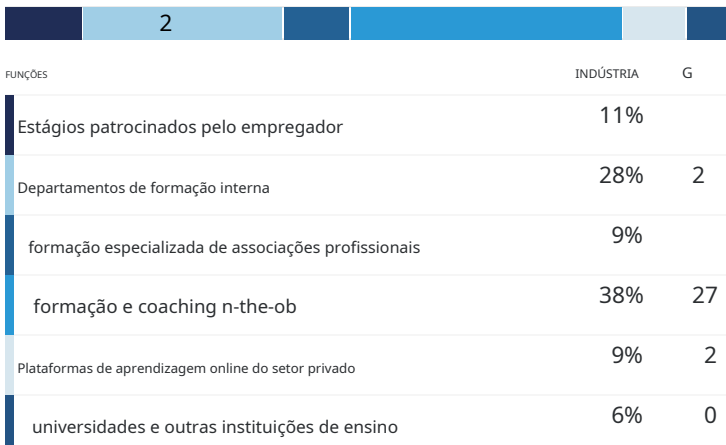 2
FUNÇÕES INDÚSTRIA G
Estágios patrocinados pelo empregador 11%
Departamentos de formação interna 28% 2
formação especializada de associações profissionais 9%
formação e coaching n-the-ob 38% 27
Plataformas de aprendizagem online do setor privado 9% 2
universidades e outras instituições de ensino 6% 0